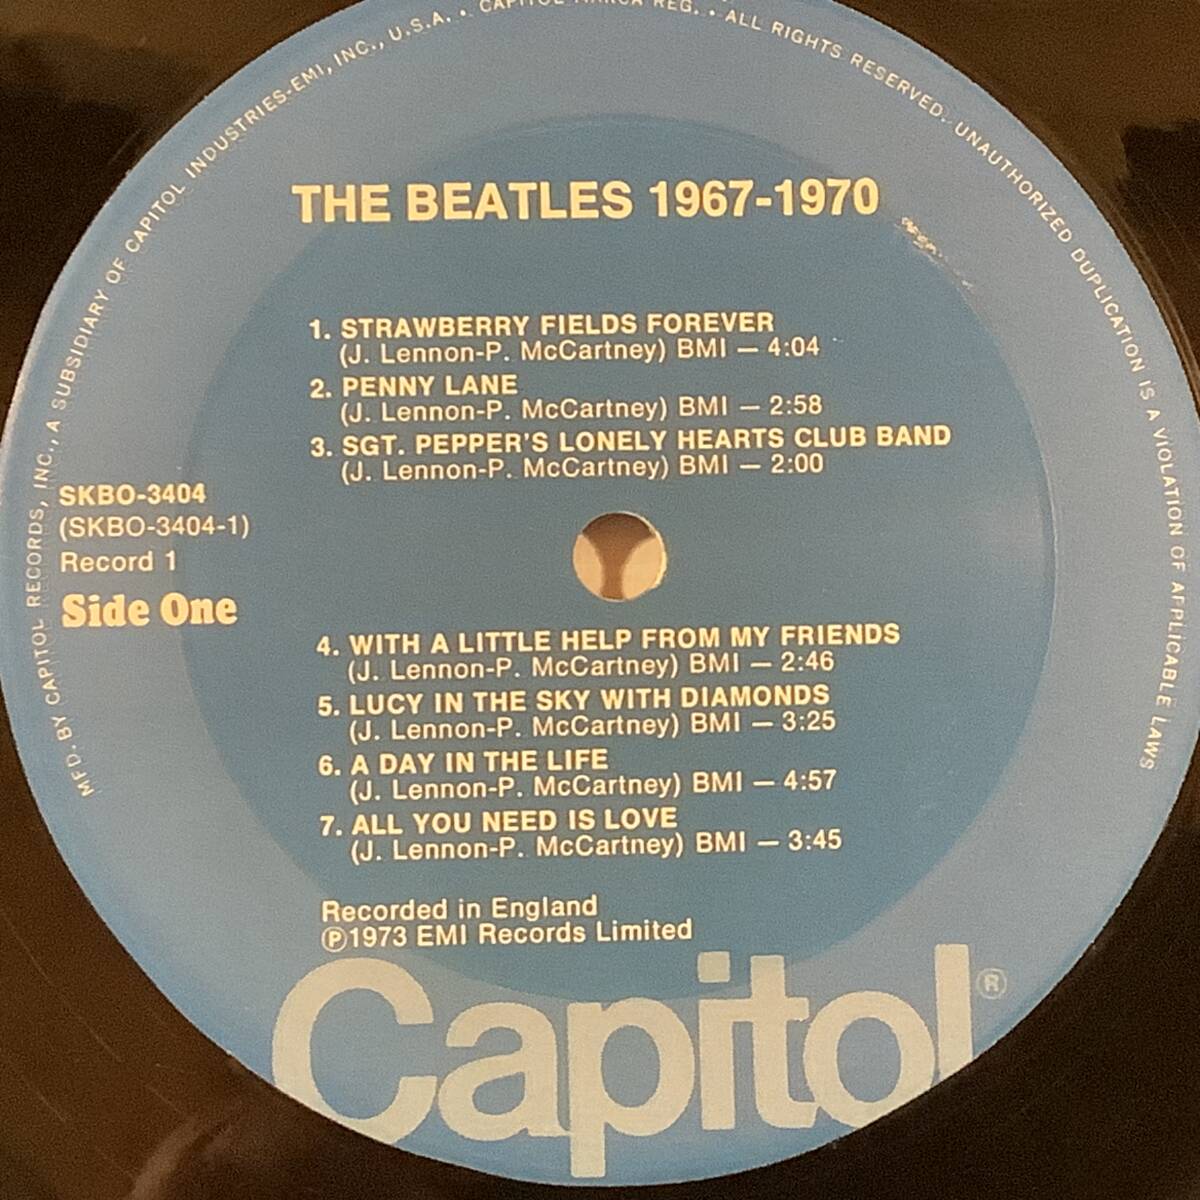 MFD. BY CAPITOL RECORDS, INC., A SUBSIDIARY OF CAPITOL INDUSTRIES-EMI, INC., U.S.A. • CAPITOL MARCA REG. • ALL RIGHTS RESERVED. UNAUTHORIZED DUPLICATION IS A VIOLATION OF APPLICABLE LAWS
THE BEATLES 1967-1970
1. STRAWBERRY FIELDS FOREVER
(J. Lennon-P. McCartney) BMI — 4:04
2. PENNY LANE
(J. Lennon-P. McCartney) BMI — 2:58
3. SGT. PEPPER'S LONELY HEARTS CLUB BAND
(J. Lennon-P. McCartney) BMI — 2:00
SKBO-3404
(SKBO-3404-1)
Record 1
Side One
4. WITH A LITTLE HELP FROM MY FRIENDS
(J. Lennon-P. McCartney) BMI — 2:46
5. LUCY IN THE SKY WITH DIAMONDS
(J. Lennon-P. McCartney) BMI — 3:25
6. A DAY IN THE LIFE
(J. Lennon-P. McCartney) BMI — 4:57
7. ALL YOU NEED IS LOVE
(J. Lennon-P. McCartney) BMI — 3:45
Recorded in England
Ⓟ1973 EMI Records Limited
Capitol®